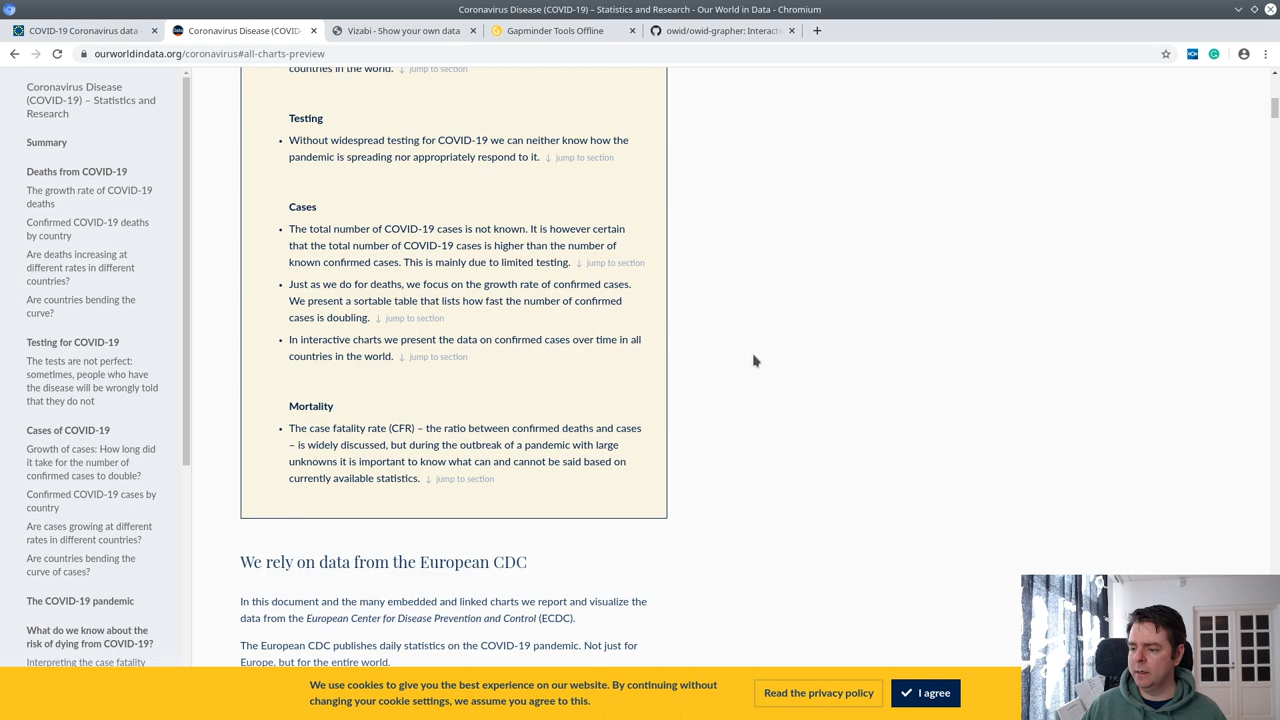 Coronavirus Disease (COVID-19) – Statistics and Research - Our World in Data - Chromium
COVID-19 Coronavirus data -
Coronavirus Disease (COVID-
Vizabi - Show your own data
Gapminder Tools Offline
owid/owid-grapher: Interact
ourworldindata.org/coronavirus#all-charts-preview
Coronavirus Disease
(COVID-19) – Statistics and
Research
Summary
Deaths from COVID-19
The growth rate of COVID-19
deaths
Confirmed COVID-19 deaths
by country
Are deaths increasing at
different rates in different
countries?
Are countries bending the
curve?
Testing for COVID-19
The tests are not perfect:
sometimes, people who have
the disease will be wrongly told
that they do not
Cases of COVID-19
Growth of cases: How long did
it take for the number of
confirmed cases to double?
Confirmed COVID-19 cases by
country
Are cases growing at different
rates in different countries?
Are countries bending the
curve of cases?
The COVID-19 pandemic
What do we know about the
risk of dying from COVID-19?
Interpreting the case fatality
countries in the world. ↓ jump to section
Testing
• Without widespread testing for COVID-19 we can neither know how the
pandemic is spreading nor appropriately respond to it. ↓ jump to section
Cases
• The total number of COVID-19 cases is not known. It is however certain
that the total number of COVID-19 cases is higher than the number of
known confirmed cases. This is mainly due to limited testing. ↓ jump to section
• Just as we do for deaths, we focus on the growth rate of confirmed cases.
We present a sortable table that lists how fast the number of confirmed
cases is doubling. ↓ jump to section
• In interactive charts we present the data on confirmed cases over time in all
countries in the world. ↓ jump to section
Mortality
• The case fatality rate (CFR) – the ratio between confirmed deaths and cases
– is widely discussed, but during the outbreak of a pandemic with large
unknowns it is important to know what can and cannot be said based on
currently available statistics. ↓ jump to section
We rely on data from the European CDC
In this document and the many embedded and linked charts we report and visualize the
data from the European Center for Disease Prevention and Control (ECDC).
The European CDC publishes daily statistics on the COVID-19 pandemic. Not just for
Europe, but for the entire world.
We use cookies to give you the best experience on our website. By continuing without
changing your cookie settings, we assume you agree to this.
Read the privacy policy
I agree